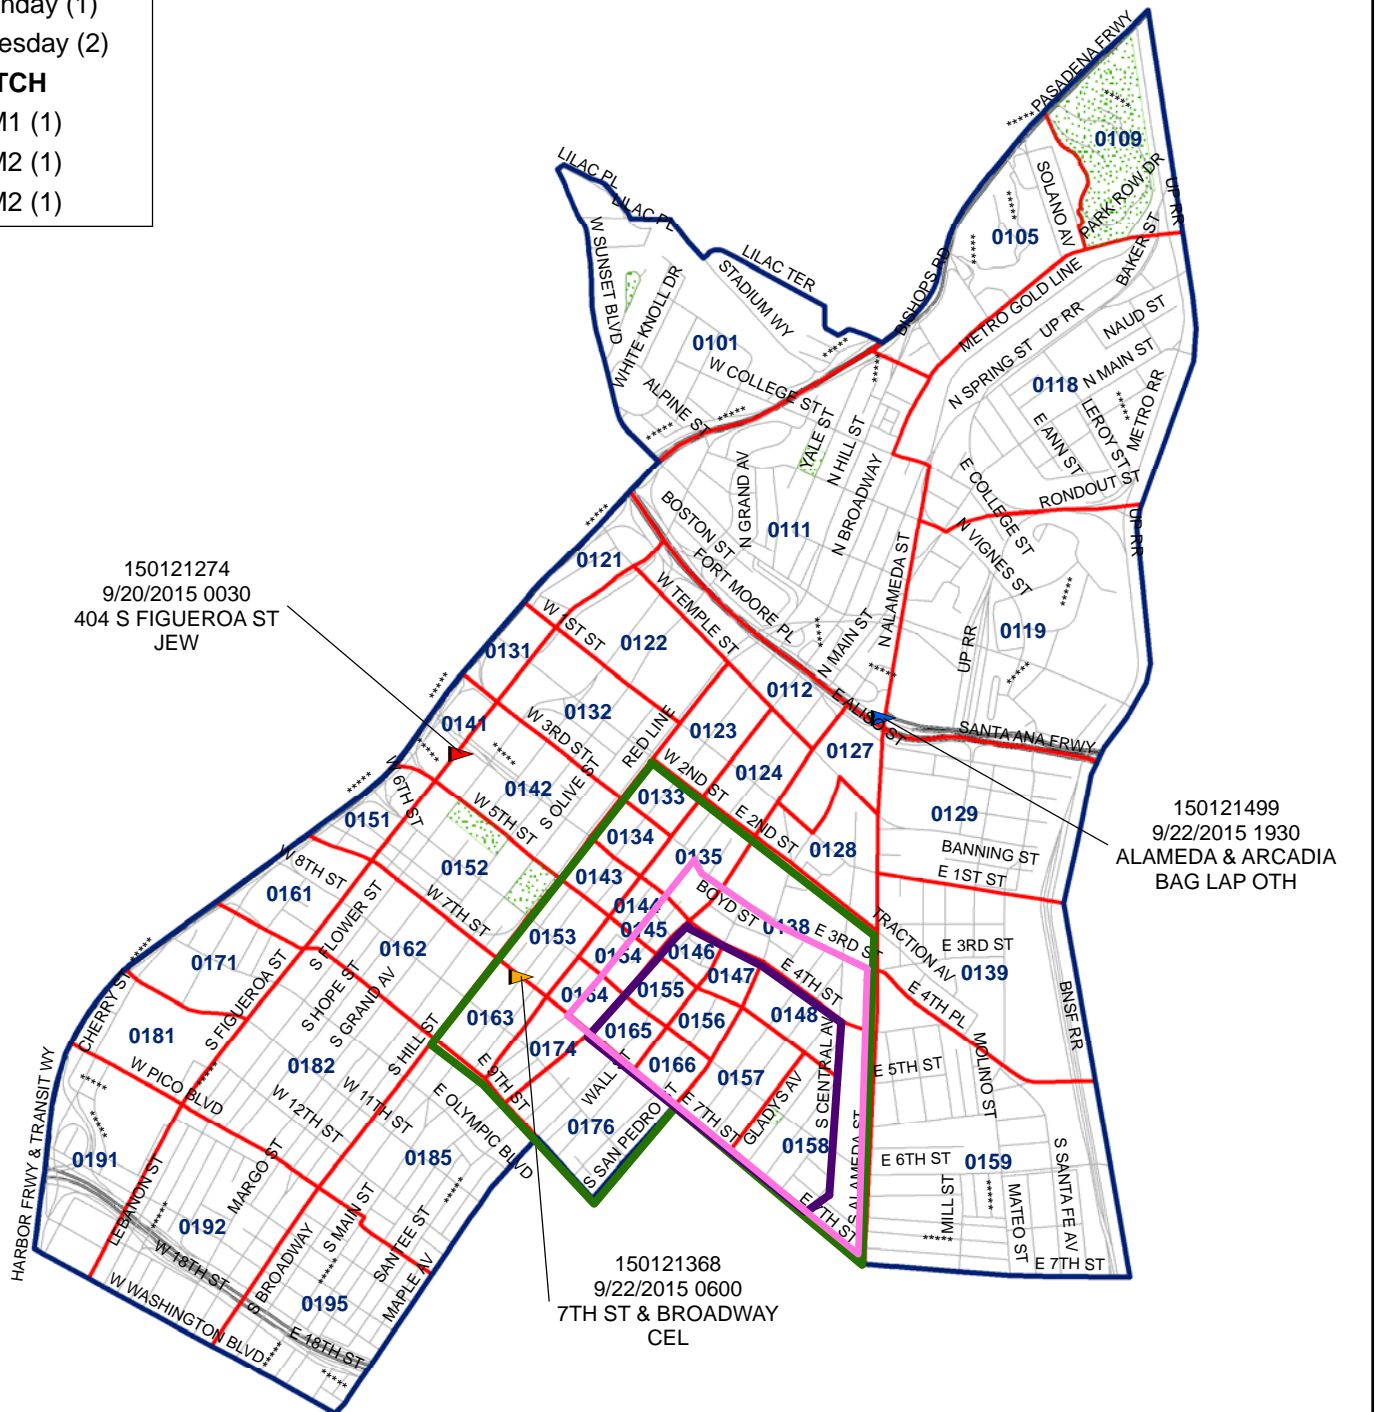 nday (1)
esday (2)
TCH
M1 (1)
M2 (1)
M2 (1)
PASADENA FRWY
0109
LILAC PL
SOLANO AV
PARK ROW DR
UP RR
LILAC PL
W SUNSET BLVD
0105
BAKER ST
LILAC TER
STADIUM WY
BISHOPS RD
METRO GOLD LINE
WHITE KNOLL DR
0101
N SPRING ST
UP RR
NAUD ST
W COLLEGE ST
0118
N MAIN ST
ALPINE ST
YALE ST
N HILL ST
LEROY ST
E ANN ST
METRO RR
N GRAND AV
N BROADWAY
E COLLEGE ST
RONDOUT ST
BOSTON ST
0111
N VIGNES ST
UP RR
0121
FORT MOORE PL
N ALAMEDA ST
150121274
9/20/2015 0030
404 S FIGUEROA ST
JEW
W TEMPLE ST
W 1ST ST
0122
N MAIN ST
UP RR
0119
0131
0112
0132
RED LINE
E ALISO ST
SANTA ANA FRWY
0141
W 3RD ST
0123
0127
W 2ND ST
0124
W 6TH ST
0142
S OLIVE ST
0133
W 5TH ST
0129
150121499
9/22/2015 1930
ALAMEDA & ARCADIA
BAG LAP OTH
0151
0134
E 2ND ST
0128
BANNING ST
W 8TH ST
0152
0135
E 1ST ST
0143
0161
W 7TH ST
S FLOWER ST
0144
BOYD ST
0138
TRACTION AV
0145
E 3RD ST
E 3RD ST
0153
0162
0154
0146
0171
0147
E 4TH ST
0139
CHERRY ST
S FIGUEROA ST
S HOPE ST
S GRAND AV
0164
0155
E 4TH PL
BNSF RR
0163
0148
0156
0181
S HILL ST
0165
0174
S CENTRAL AV
MOLINO ST
0182
E 9TH ST
0166
0157
E 5TH ST
W PICO BLVD
W 11TH ST
E OLYMPIC BLVD
WALL ST
GLADYS AV
HARBOR FRWY & TRANSIT WY
W 12TH ST
0176
E 7TH ST
S SAN PEDRO ST
0158
S ALAMEDA ST
0191
0185
E 6TH ST
0159
LEBANON ST
MARGO ST
S MAIN ST
MILL ST
MATEO ST
S SANTA FE AV
0192
SANTEE ST
E 7TH ST
W 18TH ST
S BROADWAY
MAPLE AV
E 7TH ST
W WASHINGTON BLVD
0195
E 18TH ST
150121368
9/22/2015 0600
7TH ST & BROADWAY
CEL